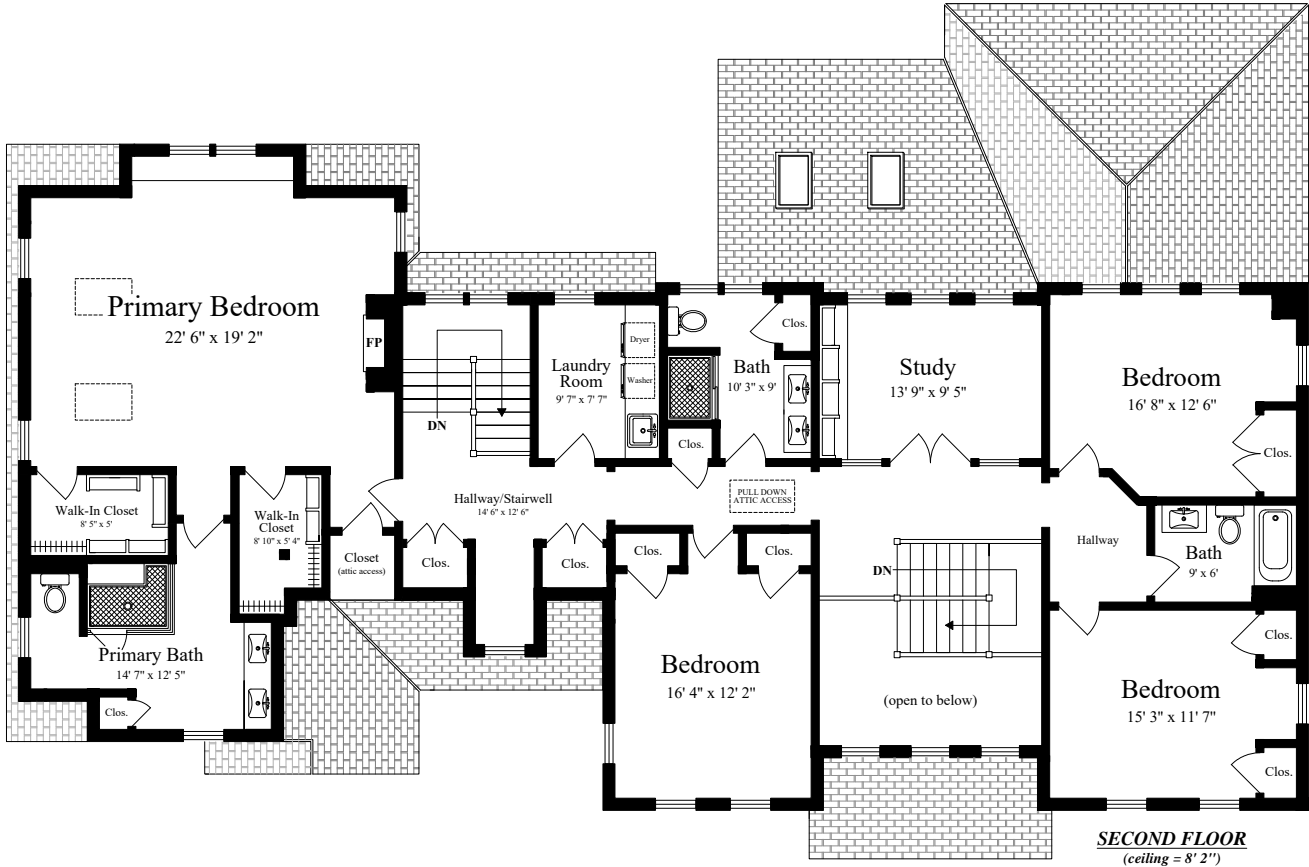 Primary Bedroom
22' 6" x 19' 2"
FP
DN
Laundry
Room
9' 7" x 7' 7"
Dryer
Washer
Clos.
Bath
10' 3" x 9'
Clos.
Study
13' 9" x 9' 5"
Bedroom
16' 8" x 12' 6"
Clos.
Walk-In Closet
8' 5" x 5'
Walk-In
Closet
8' 10" x 5' 4"
Closet
(attic access)
Hallway/Stairwell
14' 6" x 12' 6"
Clos.
Clos.
PULL DOWN
ATTIC ACCESS
Clos.
Clos.
DN
Hallway
Bath
9' x 6'
Primary Bath
14' 7" x 12' 5"
Clos.
Bedroom
16' 4" x 12' 2"
(open to below)
Bedroom
15' 3" x 11' 7"
Clos.
Clos.
SECOND FLOOR
(ceiling = 8' 2")